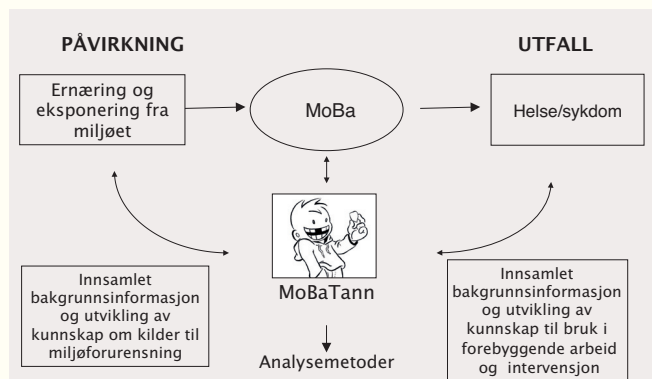 PÅVIRKNING
UTFALL
Ernæring og
eksponering fra
miljøet
MoBa
Helse/sykdom
MoBaTann
Innsamlet
bakgrunnsinformasjon
og utvikling av
kunnskap om kilder til
miljøforurensning
Analysemetoder
Innsamlet
bakgrunnsinformasjon
og utvikling av
kunnskap til bruk i
forebyggende arbeid
og intervensjon